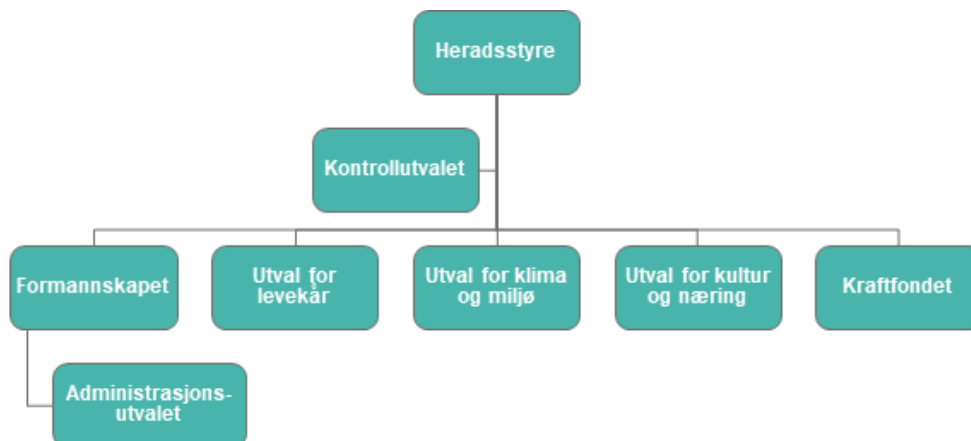 Heradsstyre
Kontrollutvalet
Formannskapet
Utval for
levekår
Utval for klima
og miljø
Utval for kultur
og næring
Kraftfondet
Administrasjons-
utvalet